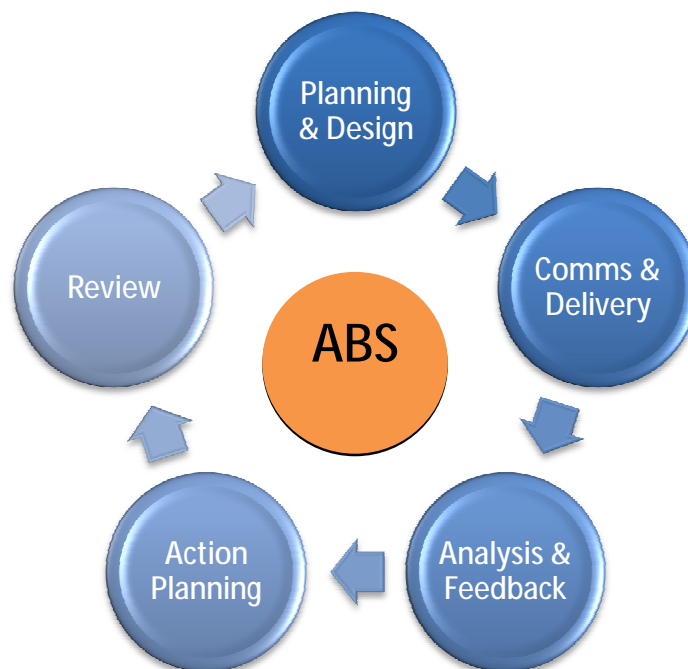 Planning
& Design
Comms &
Delivery
Analysis &
Feedback
Action
Planning
Review
ABS